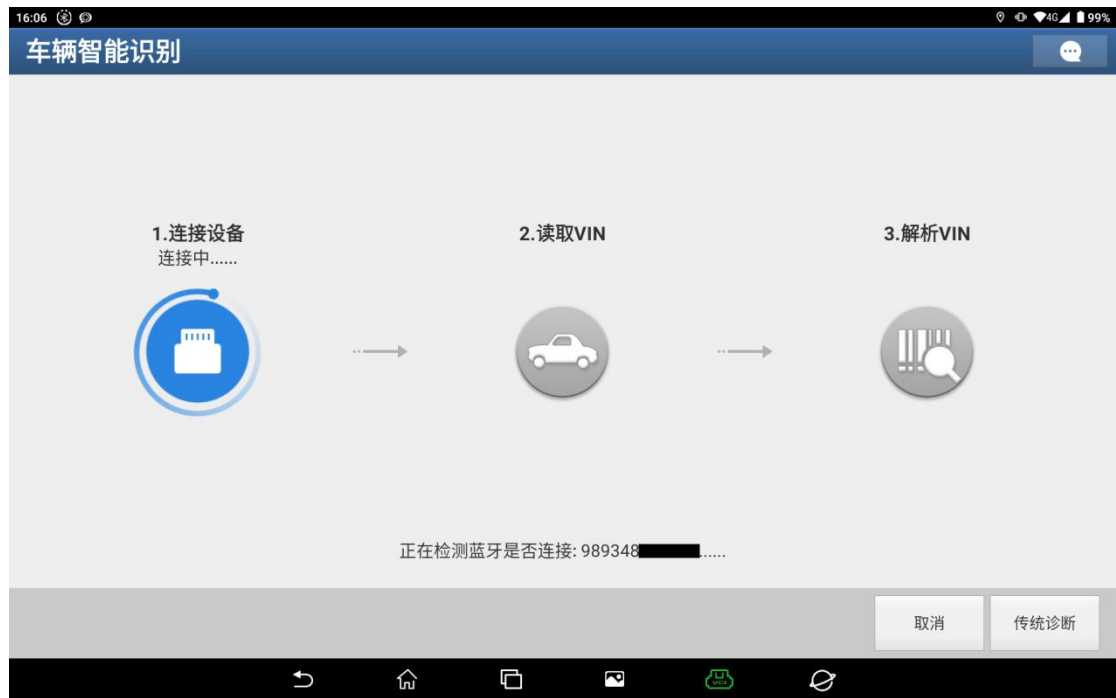 16:06
4G 99%
车辆智能识别
1.连接设备
连接中......
2.读取VIN
3.解析VIN
正在检测蓝牙是否连接: 989348......
取消
传统诊断
VCI